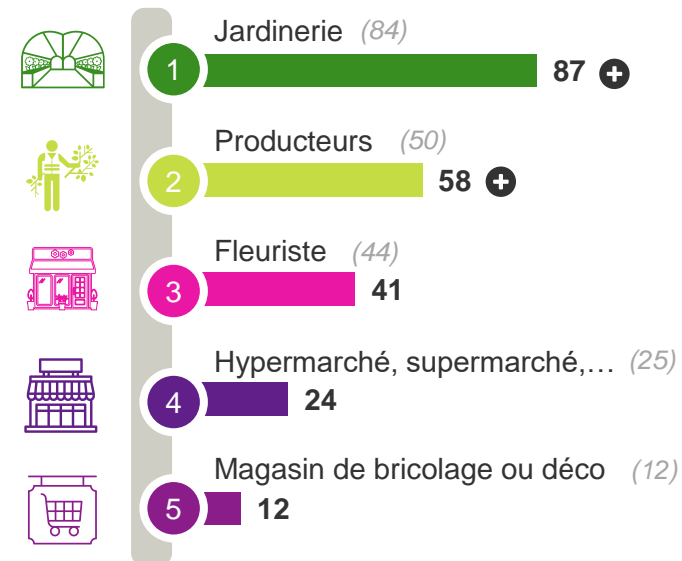 Jardinerie (84)
1 87 +
Producteurs (50)
2 58 +
Fleuriste (44)
3 41
Hypermarché, supermarché,… (25)
4 24
Magasin de bricolage ou déco (12)
5 12